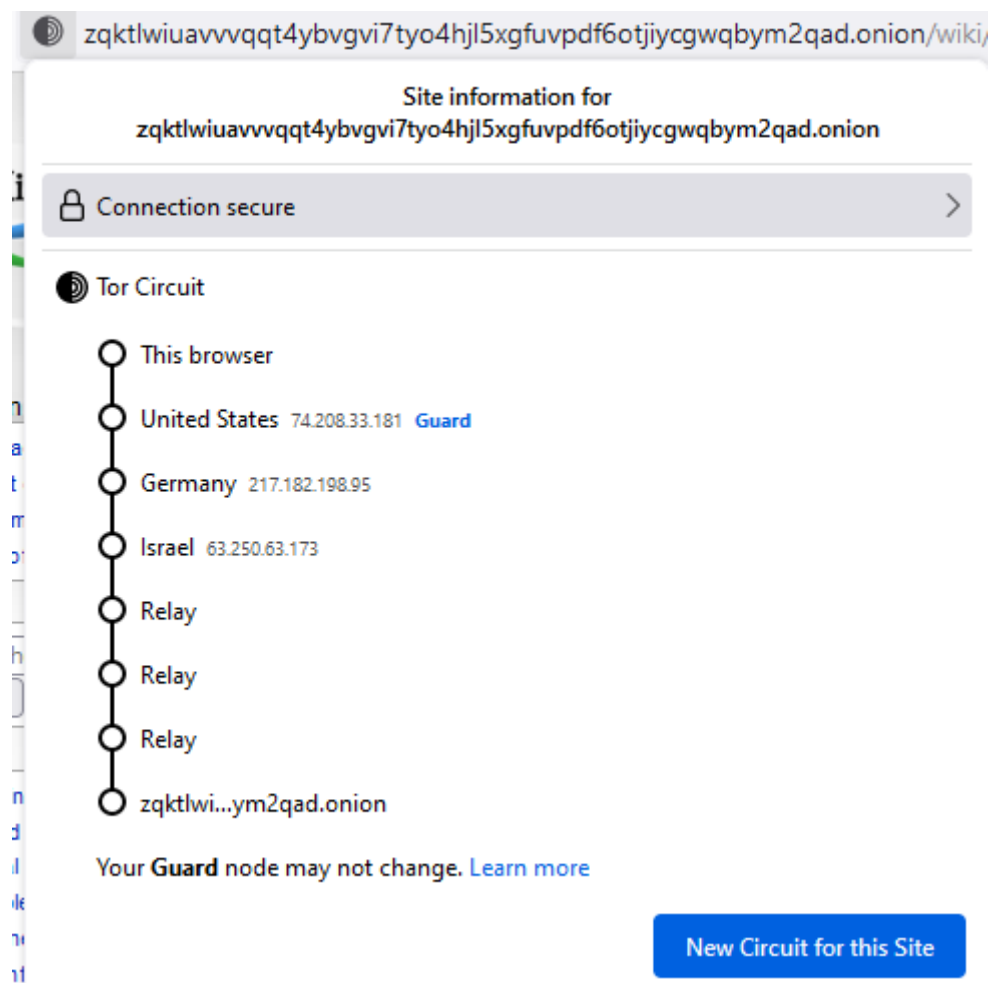 zqktlwiuavvvqqt4ybvgvi7tyo4hjl5xgfuvpdf6otjiycgwqbym2qad.onion/wiki/
Site information for
zqktlwiuavvvqqt4ybvgvi7tyo4hjl5xgfuvpdf6otjiycgwqbym2qad.onion
Connection secure
Tor Circuit
This browser
United States 74.208.33.181 Guard
Germany 217.182.198.95
Israel 63.250.63.173
Relay
Relay
Relay
zqktlwi...ym2qad.onion
Your Guard node may not change. Learn more
New Circuit for this Site